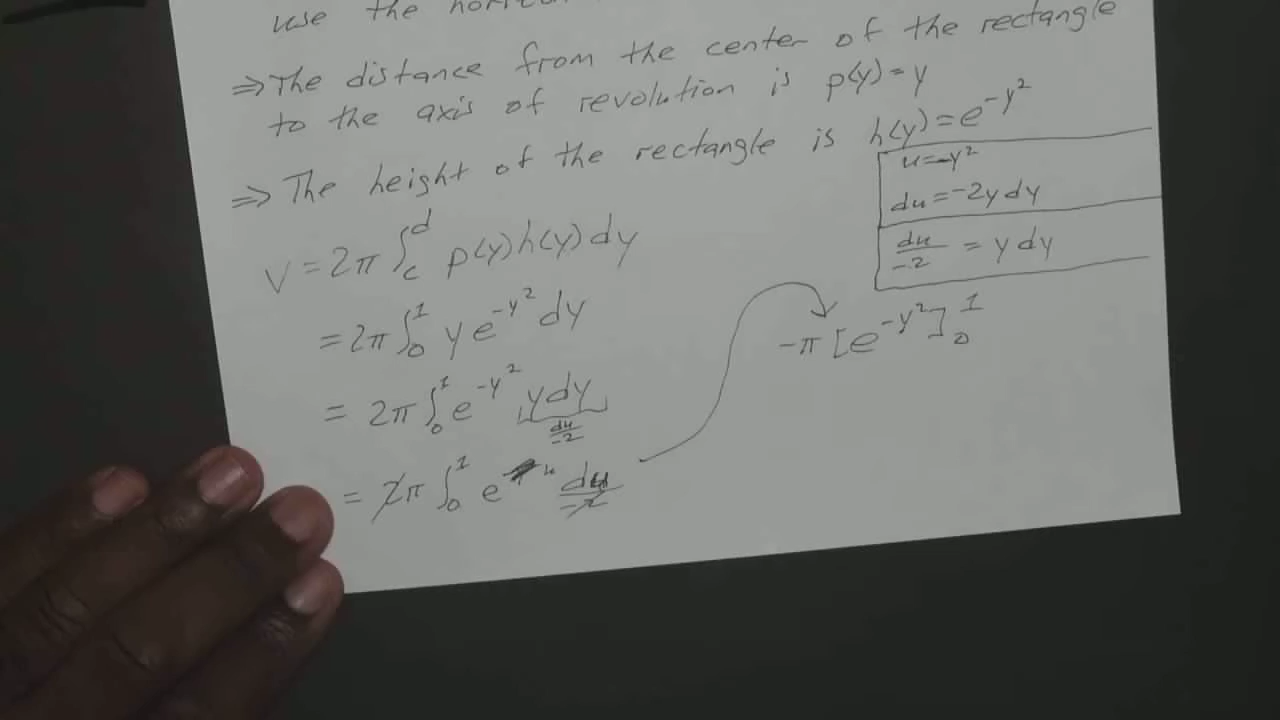 use the
⇒ The distance from the center of the rectangle
to the axis of revolution is p(y)=y
⇒ The height of the rectangle is h(y)=e^{-y^2}
u=-y^2
du=-2y dy
du/-2 = y dy
V = 2π ∫_c^d p(y)h(y)dy
= 2π ∫_0^1 y e^{-y^2} dy
= 2π ∫_0^1 e^{-y^2} y dy
du/-2
= 2π ∫_0^1 e^u du/-2
-π [e^{-y^2}]_0^1